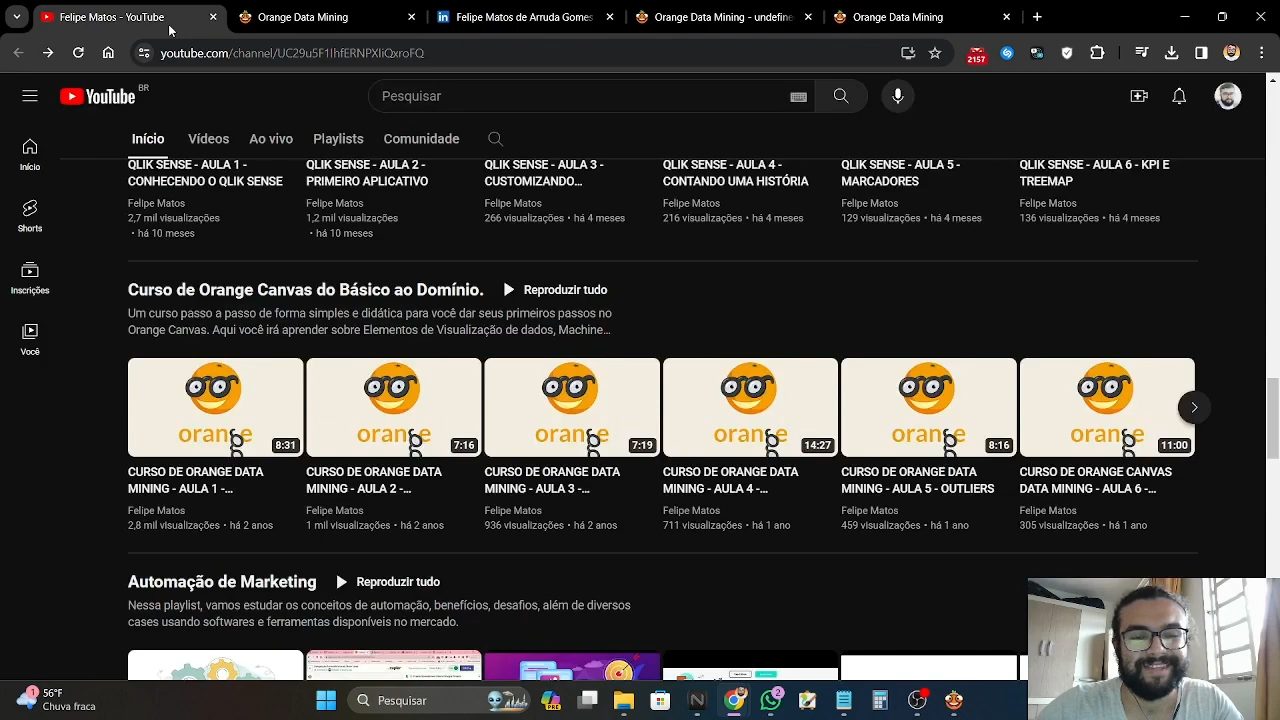 Felipe Matos - YouTube
Orange Data Mining
Felipe Matos de Arruda Gomes
Orange Data Mining - undefine
Orange Data Mining
youtube.com/channel/UC29u5F1IhfERNPXIiQxroFQ
2157
YouTube BR
Pesquisar
Início Vídeos Ao vivo Playlists Comunidade
Início
Shorts
Inscrições
Você
QLIK SENSE - AULA 1 -
CONHECENDO O QLIK SENSE
Felipe Matos
2,7 mil visualizações
• há 10 meses
QLIK SENSE - AULA 2 -
PRIMEIRO APLICATIVO
Felipe Matos
1,2 mil visualizações
• há 10 meses
QLIK SENSE - AULA 3 -
CUSTOMIZANDO...
Felipe Matos
266 visualizações • há 4 meses
QLIK SENSE - AULA 4 -
CONTANDO UMA HISTÓRIA
Felipe Matos
216 visualizações • há 4 meses
QLIK SENSE - AULA 5 -
MARCADORES
Felipe Matos
129 visualizações • há 4 meses
QLIK SENSE - AULA 6 - KPI E
TREEMAP
Felipe Matos
136 visualizações • há 4 meses
Curso de Orange Canvas do Básico ao Domínio. Reproduzir tudo
Um curso passo a passo de forma simples e didática para você dar seus primeiros passos no
Orange Canvas. Aqui você irá aprender sobre Elementos de Visualização de dados, Machine...
orange
8:31
CURSO DE ORANGE DATA
MINING - AULA 1 -...
Felipe Matos
2,8 mil visualizações • há 2 anos
orange
7:16
CURSO DE ORANGE DATA
MINING - AULA 2 -...
Felipe Matos
1 mil visualizações • há 2 anos
orange
7:19
CURSO DE ORANGE DATA
MINING - AULA 3 -...
Felipe Matos
936 visualizações • há 2 anos
orange
14:27
CURSO DE ORANGE DATA
MINING - AULA 4 -...
Felipe Matos
711 visualizações • há 1 ano
orange
8:16
CURSO DE ORANGE DATA
MINING - AULA 5 - OUTLIERS
Felipe Matos
459 visualizações • há 1 ano
orange
11:00
CURSO DE ORANGE CANVAS
DATA MINING - AULA 6 -...
Felipe Matos
305 visualizações • há 1 ano
Automação de Marketing Reproduzir tudo
Nessa playlist, vamos estudar os conceitos de automação, benefícios, desafios, além de diversos
cases usando softwares e ferramentas disponíveis no mercado.
1
56°F
Chuva fraca
Pesquisar
PRE
2